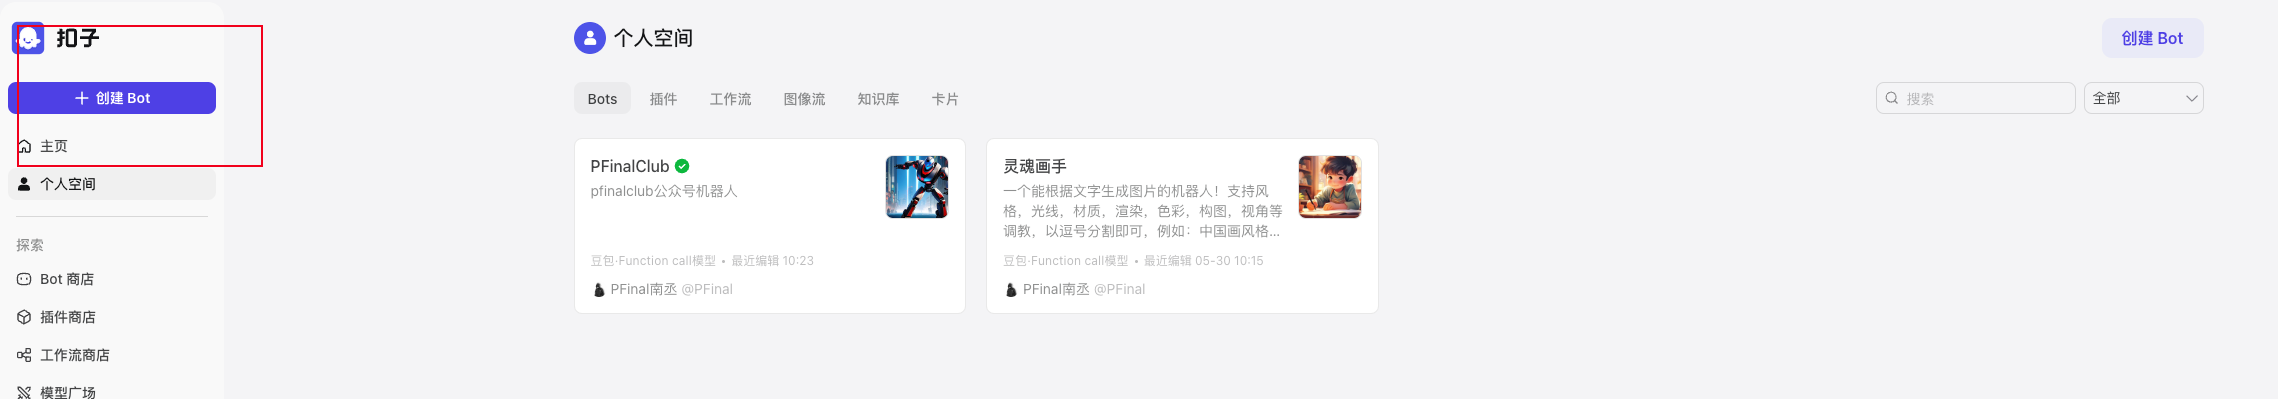 扣子
创建 Bot
主页
个人空间
探索
Bot 商店
插件商店
工作流商店
模型广场
个人空间
创建 Bot
Bots
插件
工作流
图像流
知识库
卡片
搜索
全部
PFinalClub
pfinalclub公众号机器人
豆包·Function call模型 • 最近编辑 10:23
PFinal南丞 @PFinal
灵魂画手
一个能根据文字生成图片的机器人！支持风
格，光线，材质，渲染，色彩，构图，视角等
调教，以逗号分割即可，例如：中国画风格...
豆包·Function call模型 • 最近编辑 05-30 10:15
PFinal南丞 @PFinal